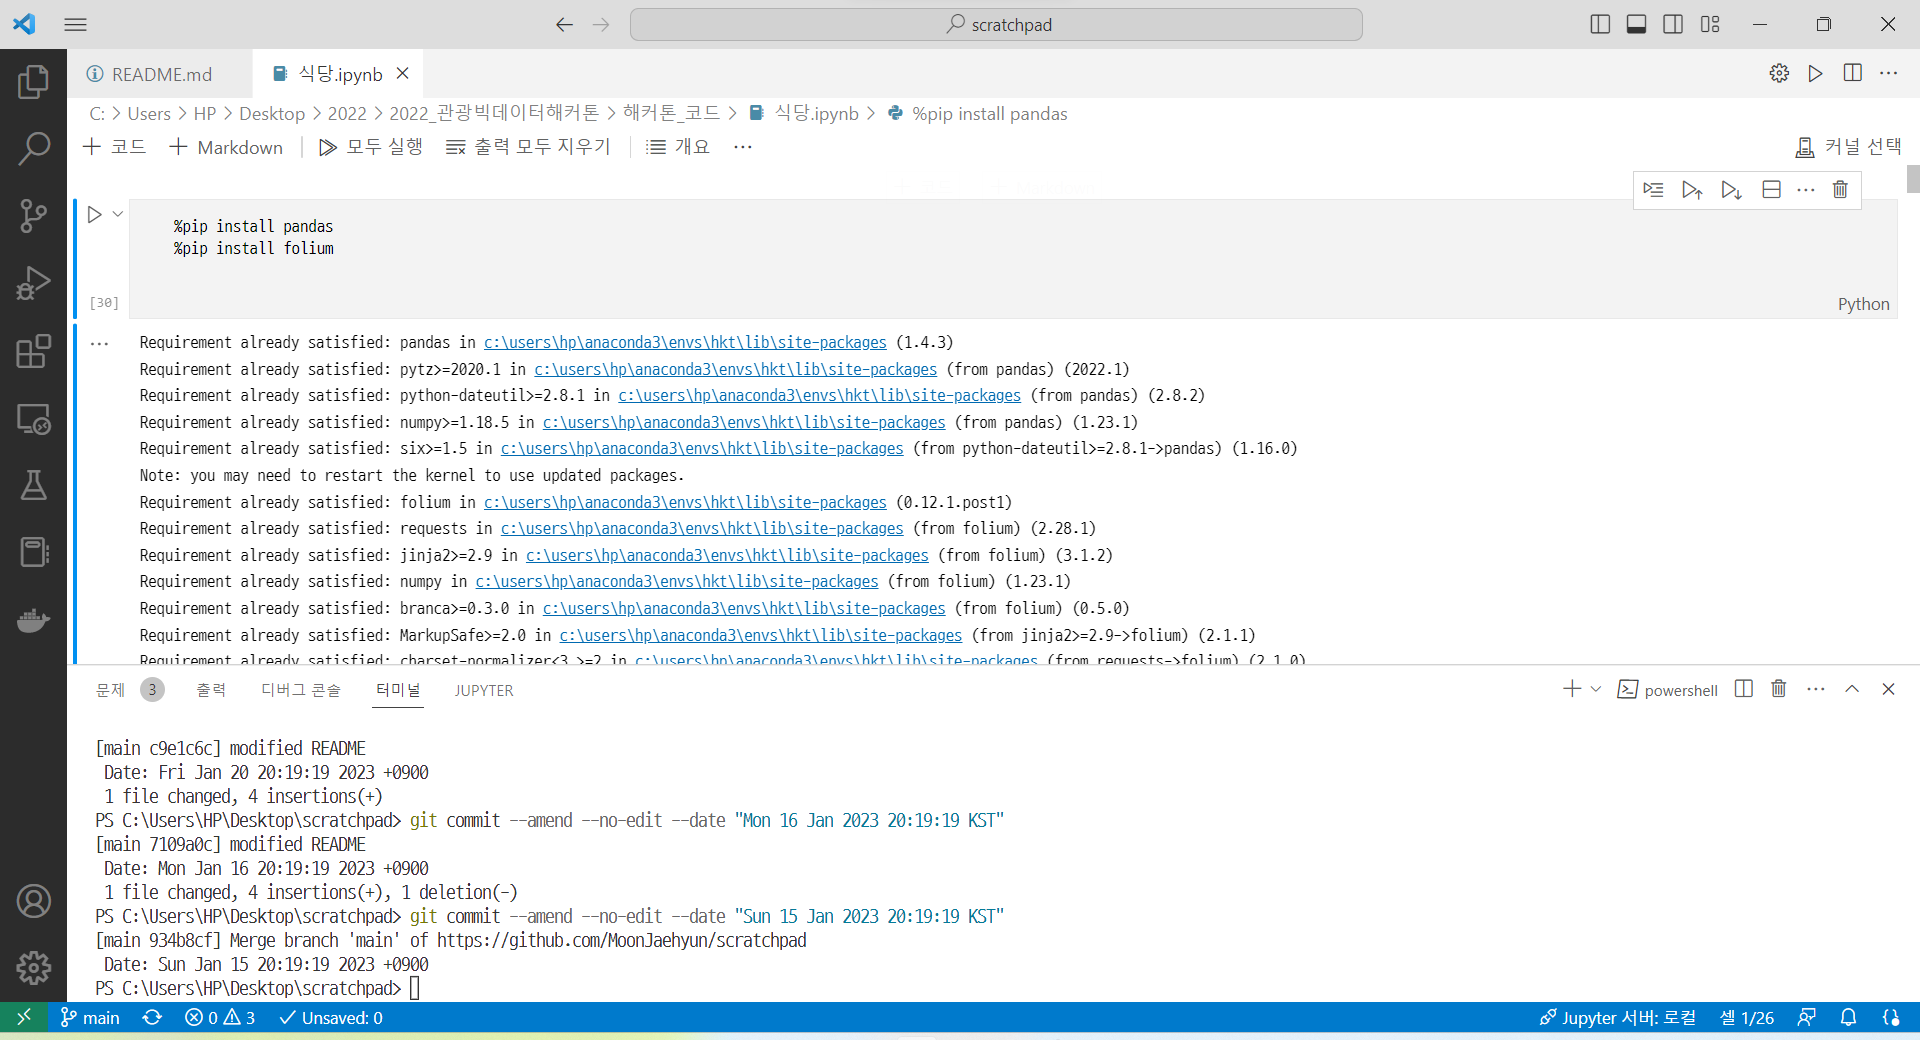 scratchpad
README.md
식당.ipynb
C: > Users > HP > Desktop > 2022 > 2022_관광빅데이터해커톤 > 해커톤_코드 > 식당.ipynb > %pip install pandas
+ 코드 + Markdown 모두 실행 출력 모두 지우기 개요 ...
커널 선택
%pip install pandas
%pip install folium
[30]
Python
Requirement already satisfied: pandas in c:\users\hp\anaconda3\envs\hkt\lib\site-packages (1.4.3)
Requirement already satisfied: pytz>=2020.1 in c:\users\hp\anaconda3\envs\hkt\lib\site-packages (from pandas) (2022.1)
Requirement already satisfied: python-dateutil>=2.8.1 in c:\users\hp\anaconda3\envs\hkt\lib\site-packages (from pandas) (2.8.2)
Requirement already satisfied: numpy>=1.18.5 in c:\users\hp\anaconda3\envs\hkt\lib\site-packages (from pandas) (1.23.1)
Requirement already satisfied: six>=1.5 in c:\users\hp\anaconda3\envs\hkt\lib\site-packages (from python-dateutil>=2.8.1->pandas) (1.16.0)
Note: you may need to restart the kernel to use updated packages.
Requirement already satisfied: folium in c:\users\hp\anaconda3\envs\hkt\lib\site-packages (0.12.1.post1)
Requirement already satisfied: requests in c:\users\hp\anaconda3\envs\hkt\lib\site-packages (from folium) (2.28.1)
Requirement already satisfied: jinja2>=2.9 in c:\users\hp\anaconda3\envs\hkt\lib\site-packages (from folium) (3.1.2)
Requirement already satisfied: numpy in c:\users\hp\anaconda3\envs\hkt\lib\site-packages (from folium) (1.23.1)
Requirement already satisfied: branca>=0.3.0 in c:\users\hp\anaconda3\envs\hkt\lib\site-packages (from folium) (0.5.0)
Requirement already satisfied: MarkupSafe>=2.0 in c:\users\hp\anaconda3\envs\hkt\lib\site-packages (from jinja2>=2.9->folium) (2.1.1)
Requirement already satisfied: charset-normalizer<3,>=2 in c:\users\hp\anaconda3\envs\hkt\lib\site-packages (from requests->folium) (2.1.0)
문제 3 출력 디버그 콘솔 터미널 JUPYTER
powershell
[main c9e1c6c] modified README
Date: Fri Jan 20 20:19:19 2023 +0900
1 file changed, 4 insertions(+)
PS C:\Users\HP\Desktop\scratchpad> git commit --amend --no-edit --date "Mon 16 Jan 2023 20:19:19 KST"
[main 7109a0c] modified README
Date: Mon Jan 16 20:19:19 2023 +0900
1 file changed, 4 insertions(+), 1 deletion(-)
PS C:\Users\HP\Desktop\scratchpad> git commit --amend --no-edit --date "Sun 15 Jan 2023 20:19:19 KST"
[main 934b8cf] Merge branch 'main' of https://github.com/MoonJaehyun/scratchpad
Date: Sun Jan 15 20:19:19 2023 +0900
PS C:\Users\HP\Desktop\scratchpad>
main 0 3 Unsaved: 0
Jupyter 서버: 로컬 셀 1/26